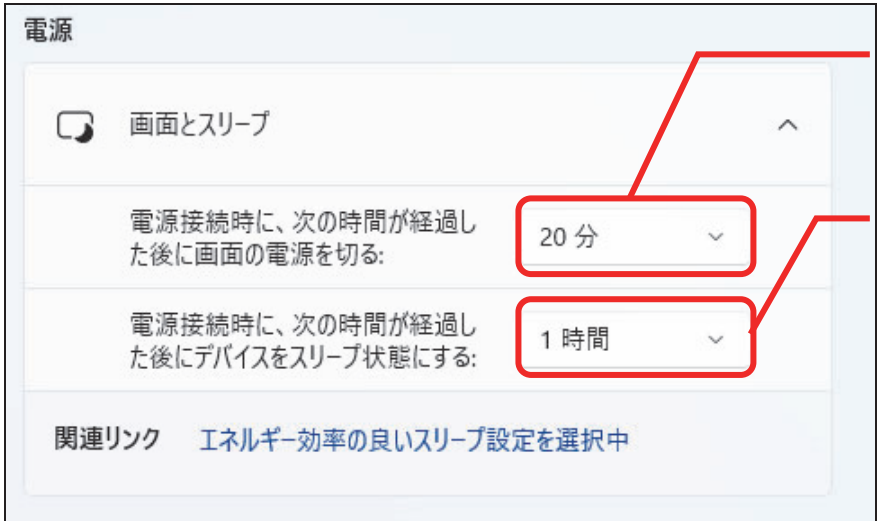 電源
画面とスリープ
電源接続時に、次の時間が経過し
た後に画面の電源を切る:
20 分
電源接続時に、次の時間が経過し
た後にデバイスをスリープ状態にする:
1 時間
関連リンク エネルギー効率の良いスリープ設定を選択中